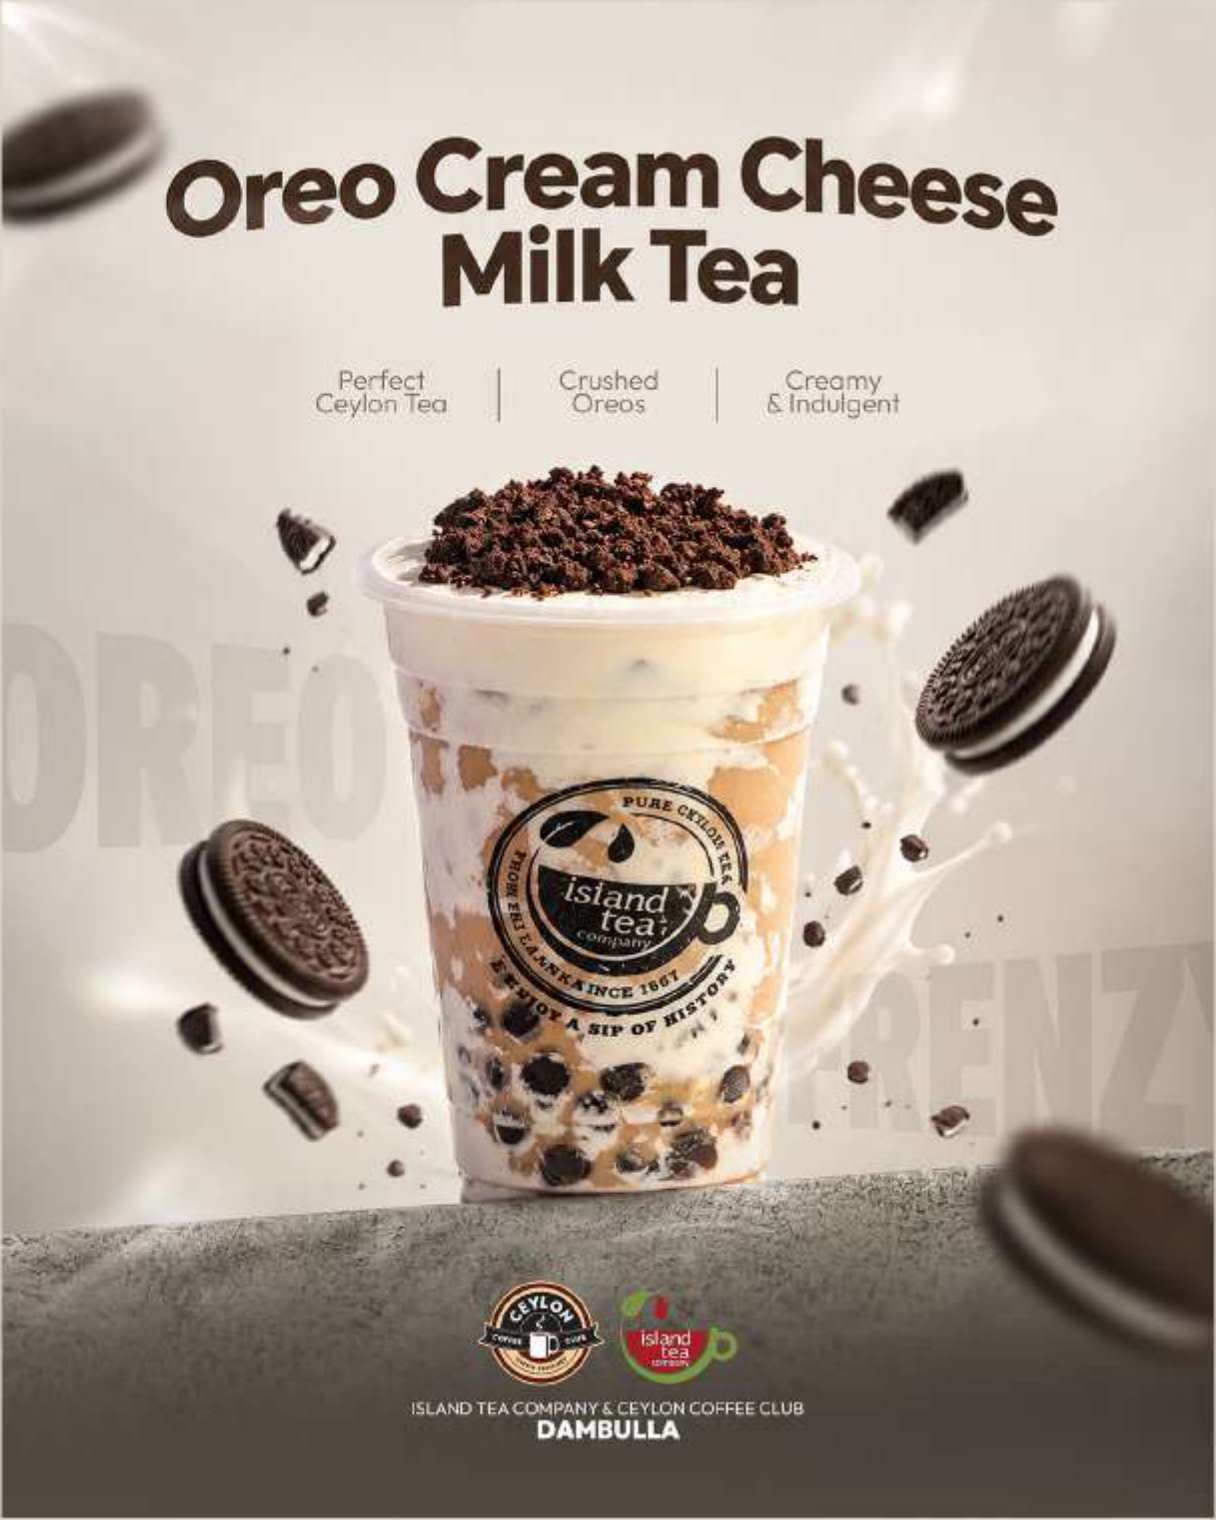 Oreo Cream Cheese
Milk Tea
Perfect
Ceylon Tea
Crushed
Oreos
Creamy
& Indulgent
OREO
FRENZY
PURE CEYLON TEA
island
tea
company
FROM SRI LAANKAINCE 1867
ENJOY A SIP OF HISTORY
CEYLON
COFFEE CLUB
island
tea
company
ISLAND TEA COMPANY & CEYLON COFFEE CLUB
DAMBULLA